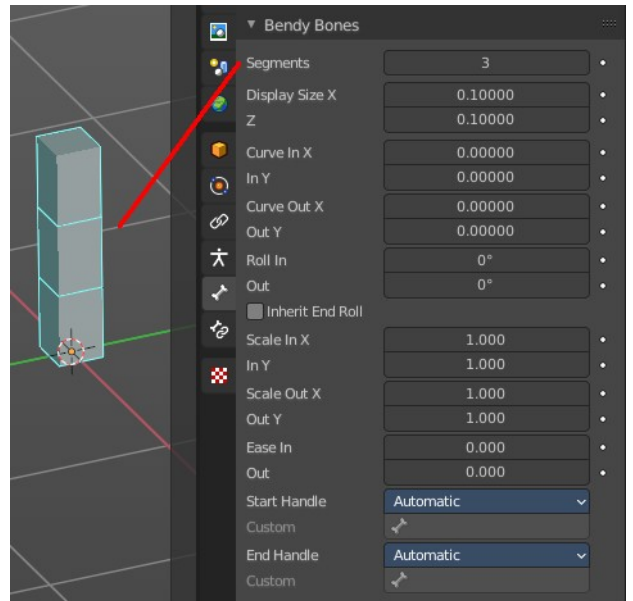 Bendy Bones
Segments 3
Display Size X 0.10000
Z 0.10000
Curve In X 0.00000
In Y 0.00000
Curve Out X 0.00000
Out Y 0.00000
Roll In 0°
Out 0°
Inherit End Roll
Scale In X 1.000
In Y 1.000
Scale Out X 1.000
Out Y 1.000
Ease In 0.000
Out 0.000
Start Handle Automatic
Custom
End Handle Automatic
Custom